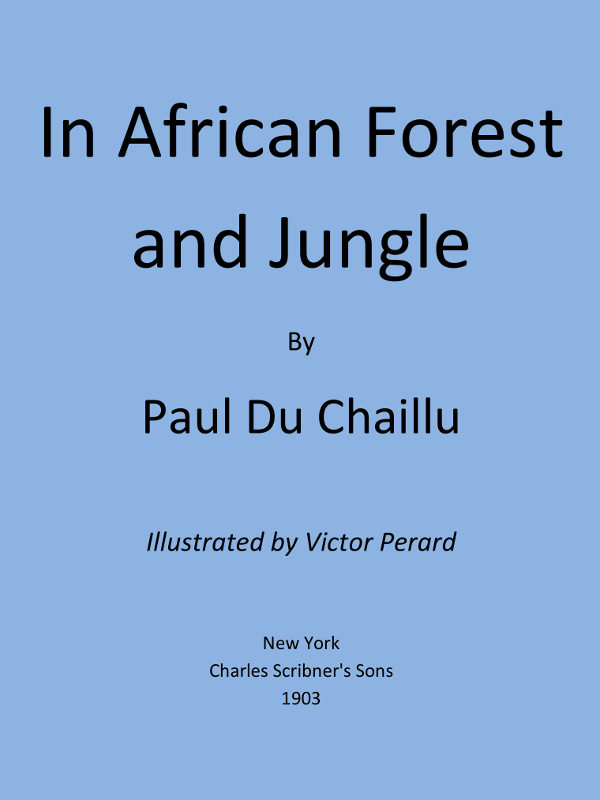 In African Forest
and Jungle
By
Paul Du Chaillu
Illustrated by Victor Perard
New York
Charles Scribner's Sons
1903